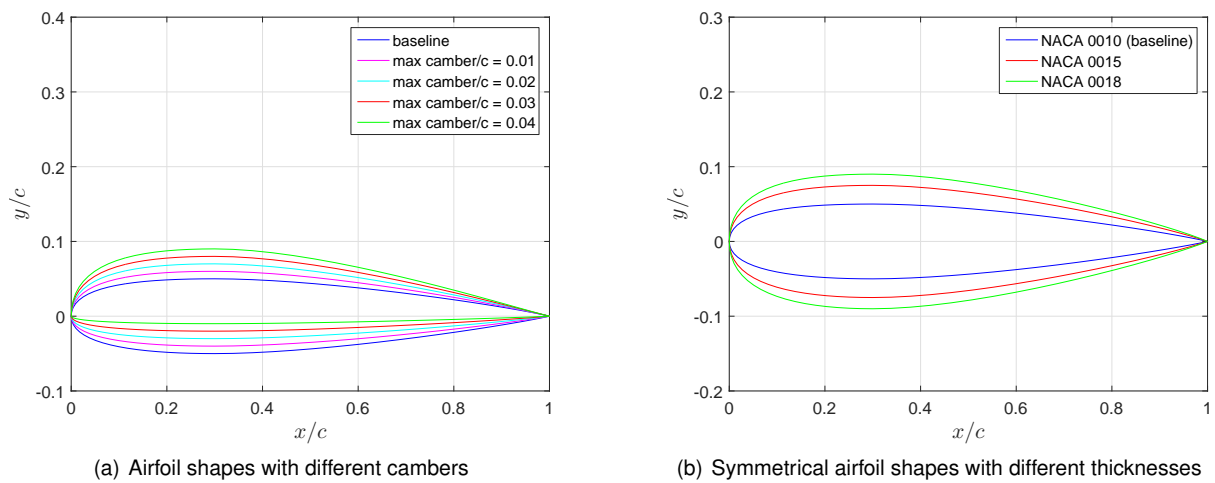 0.4
0.3
0.2
0.1
0
-0.1
0
0.2
0.4
0.6
0.8
1
y/c
x/c
baseline
max camber/c = 0.01
max camber/c = 0.02
max camber/c = 0.03
max camber/c = 0.04
(a) Airfoil shapes with different cambers
0.3
0.2
0.1
0
-0.1
-0.2
0
0.2
0.4
0.6
0.8
1
y/c
x/c
NACA 0010 (baseline)
NACA 0015
NACA 0018
(b) Symmetrical airfoil shapes with different thicknesses